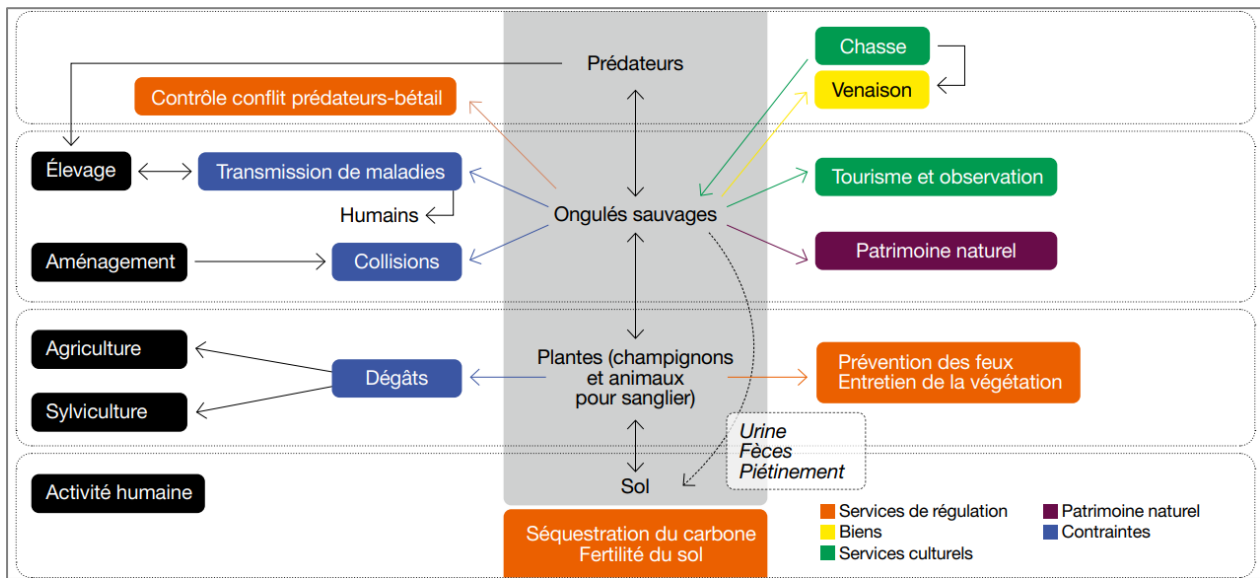 Prédateurs
Chasse
Venaison
Contrôle conflit prédateurs-bétail
Élevage
Transmission de maladies
Humains
Ongulés sauvages
Tourisme et observation
Aménagement
Collisions
Patrimoine naturel
Agriculture
Sylviculture
Dégâts
Plantes (champignons
et animaux
pour sanglier)
Prévention des feux
Entretien de la végétation
Urine
Fèces
Piétinement
Activité humaine
Sol
Séquestration du carbone
Fertilité du sol
Services de régulation
Biens
Services culturels
Patrimoine naturel
Contraintes